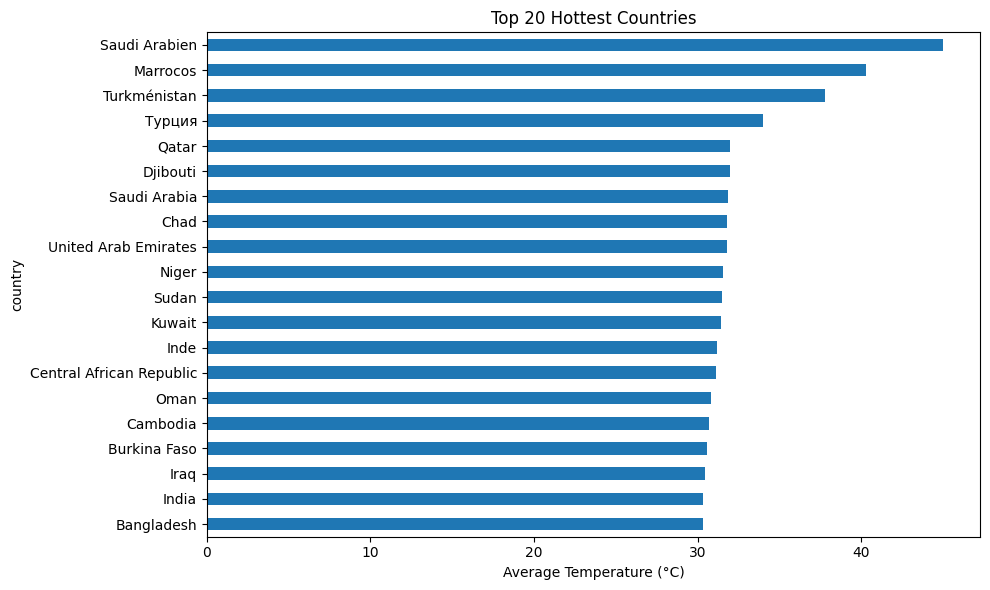 Top 20 Hottest Countries
Saudi Arabien
Marrocos
Turkménistan
Турция
Qatar
Djibouti
Saudi Arabia
Chad
United Arab Emirates
Niger
Sudan
Kuwait
Inde
Central African Republic
Oman
Cambodia
Burkina Faso
Iraq
India
Bangladesh
country
0 10 20 30 40
Average Temperature (°C)